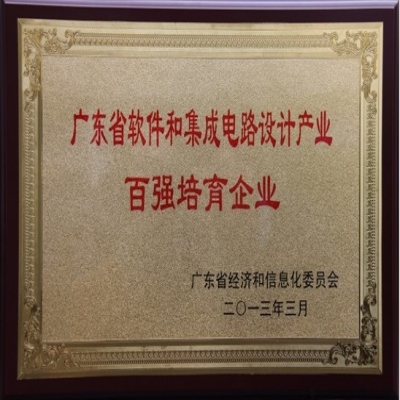 广东省软件和集成电路设计产业
百强培育企业
广东省经济和信息化委员会
二〇一三年三月